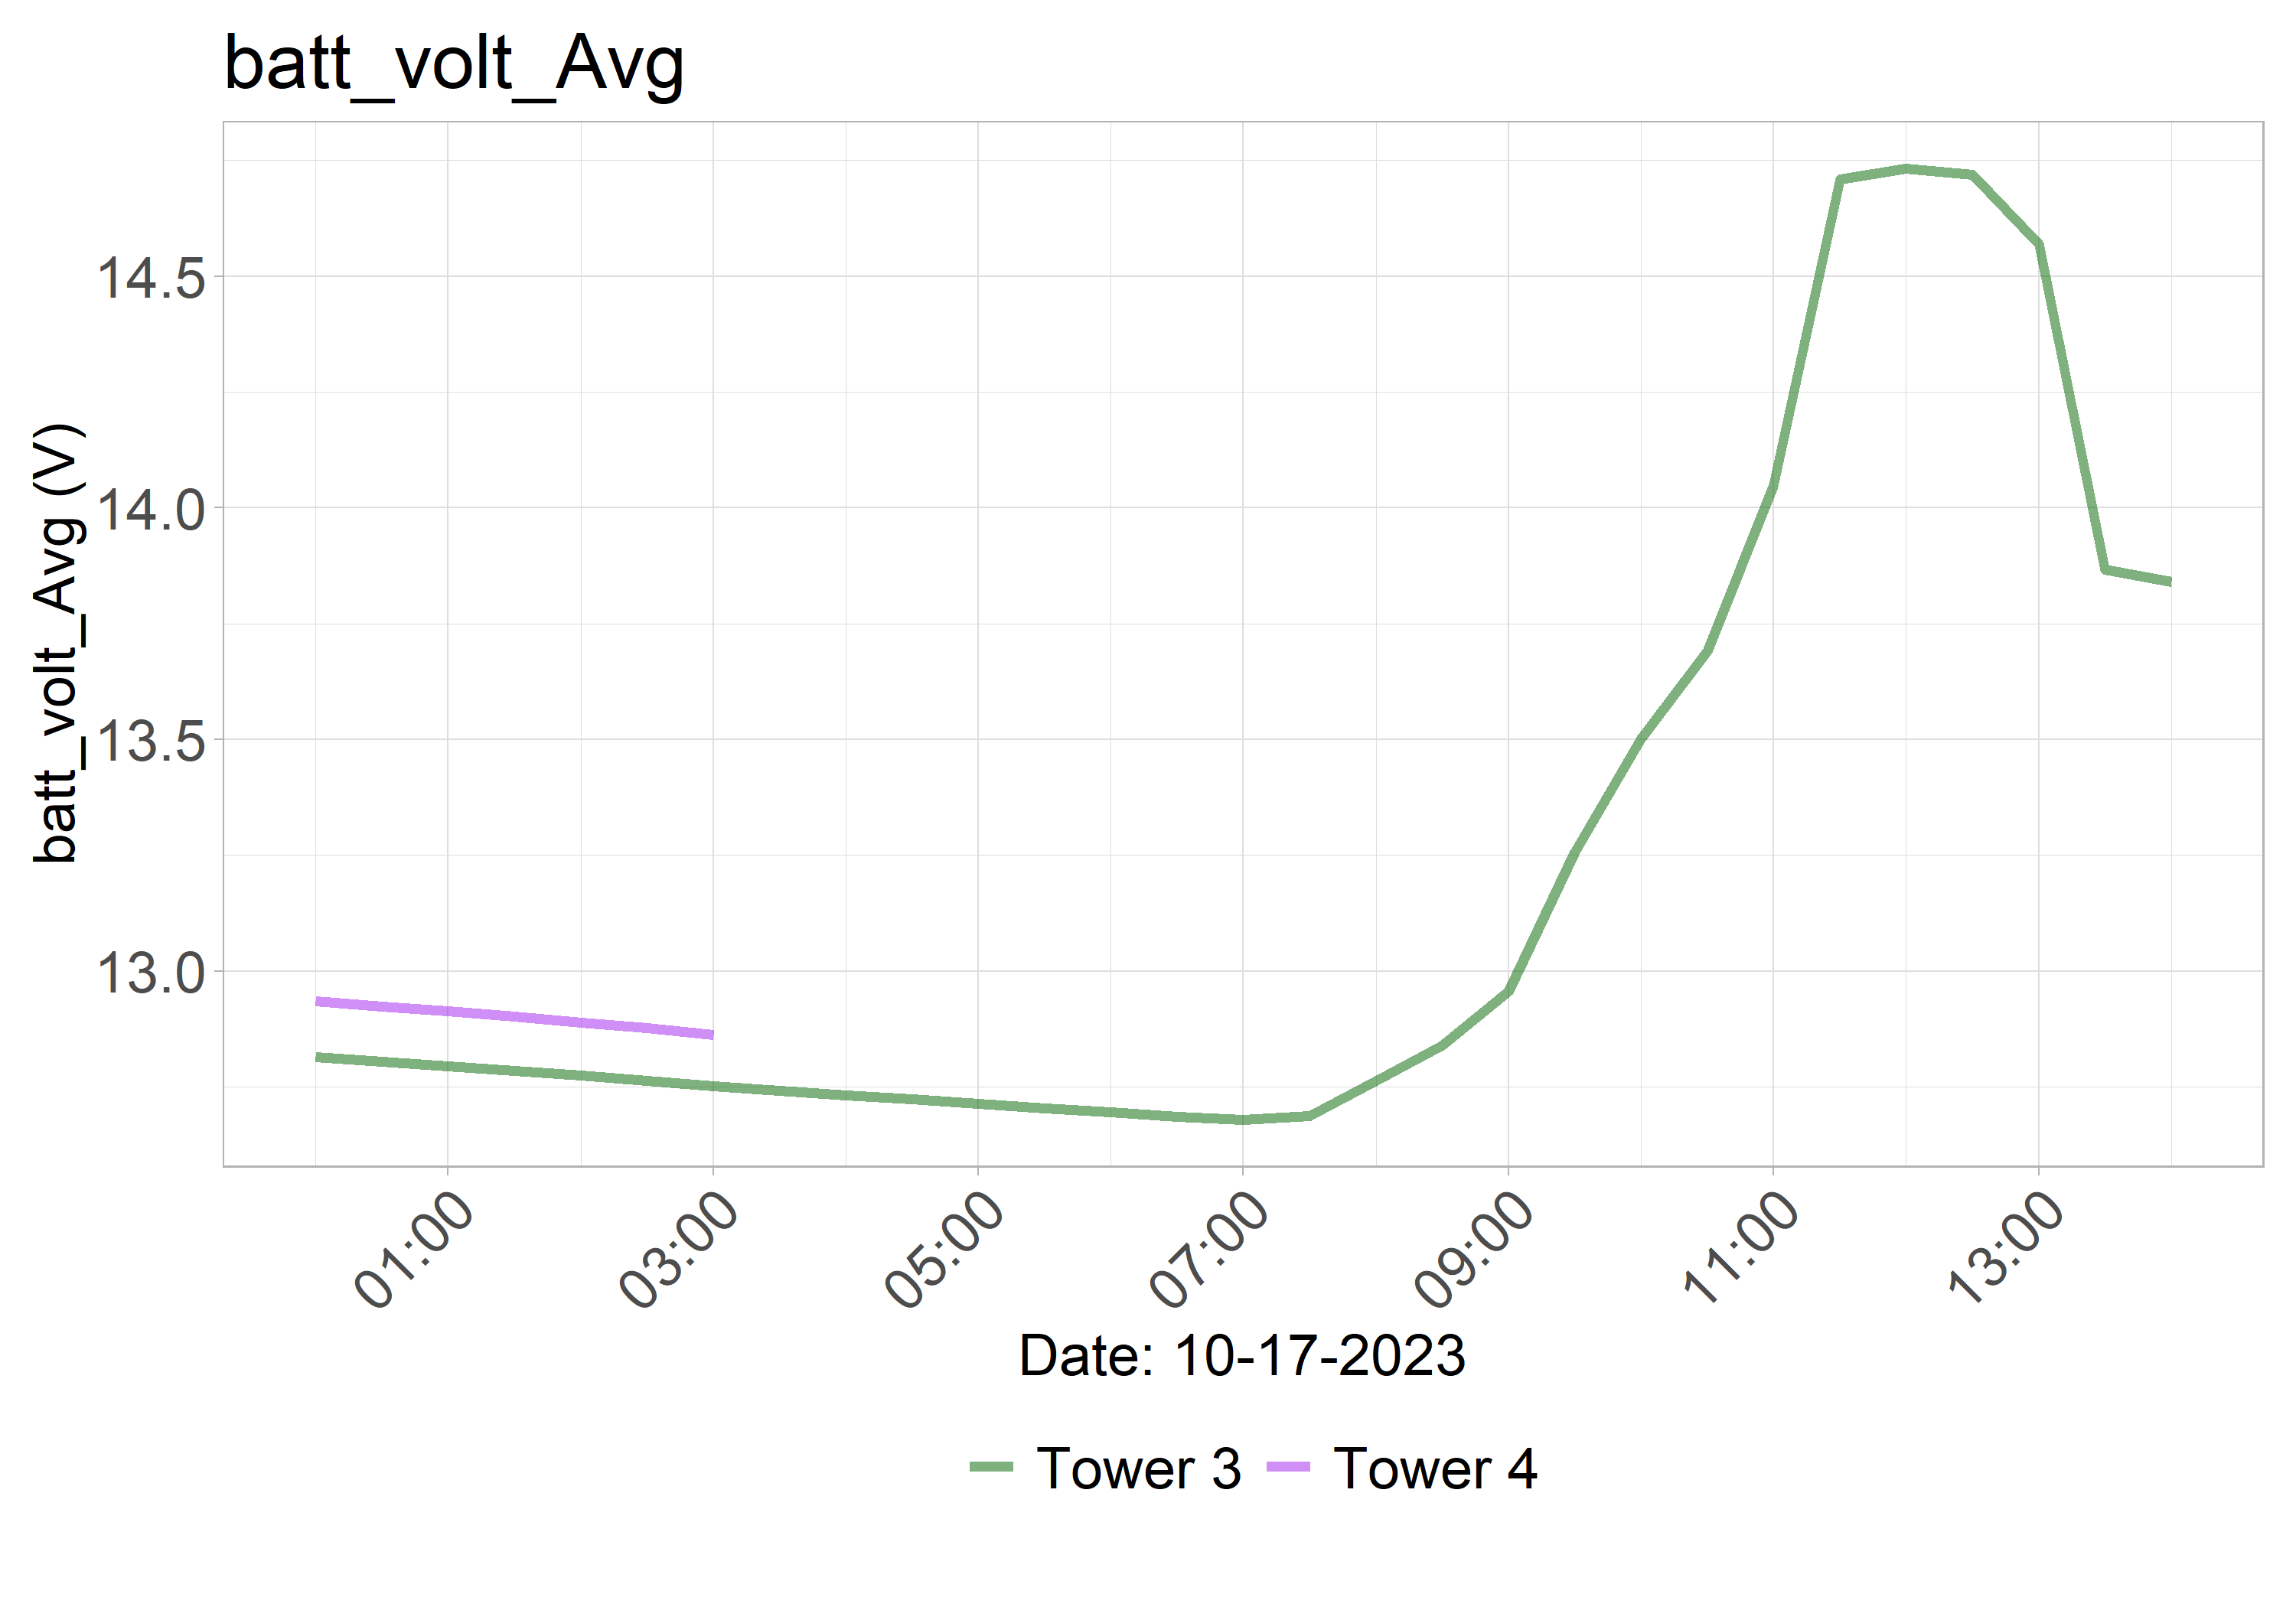 batt_volt_Avg
batt_volt_Avg (V)
14.5
14.0
13.5
13.0
01:00
03:00
05:00
07:00
09:00
11:00
13:00
Date: 10-17-2023
Tower 3
Tower 4